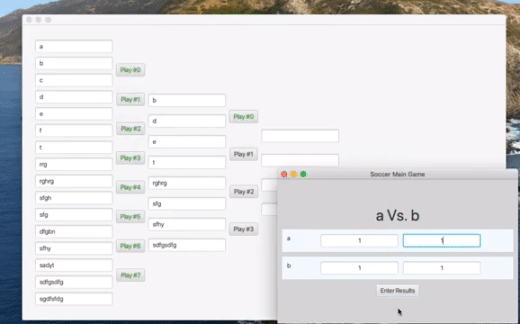 a
b
c
d
e
f
t
rrg
rghrg
sfgh
sfg
dfgbn
sfhy
sadyt
sdfgsdfg
sgdfsfdg
Play #0
Play #1
Play #2
Play #3
Play #4
Play #5
Play #6
Play #7
b
d
e
t
rghrg
sfg
sfhy
sdfgsdfg
Play #0
Play #1
Play #2
Play #3
Soccer Main Game
a Vs. b
a 1 1
b 1 1
Enter Results